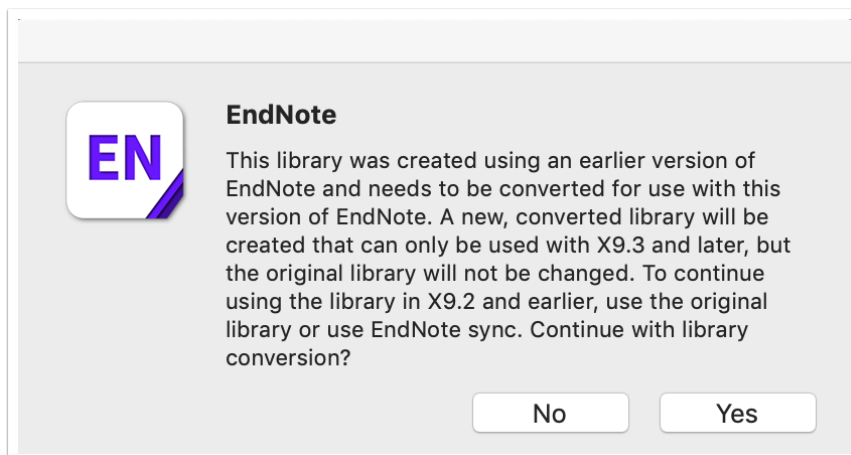 EndNote
EN
This library was created using an earlier version of
EndNote and needs to be converted for use with this
version of EndNote. A new, converted library will be
created that can only be used with X9.3 and later, but
the original library will not be changed. To continue
using the library in X9.2 and earlier, use the original
library or use EndNote sync. Continue with library
conversion?
No
Yes